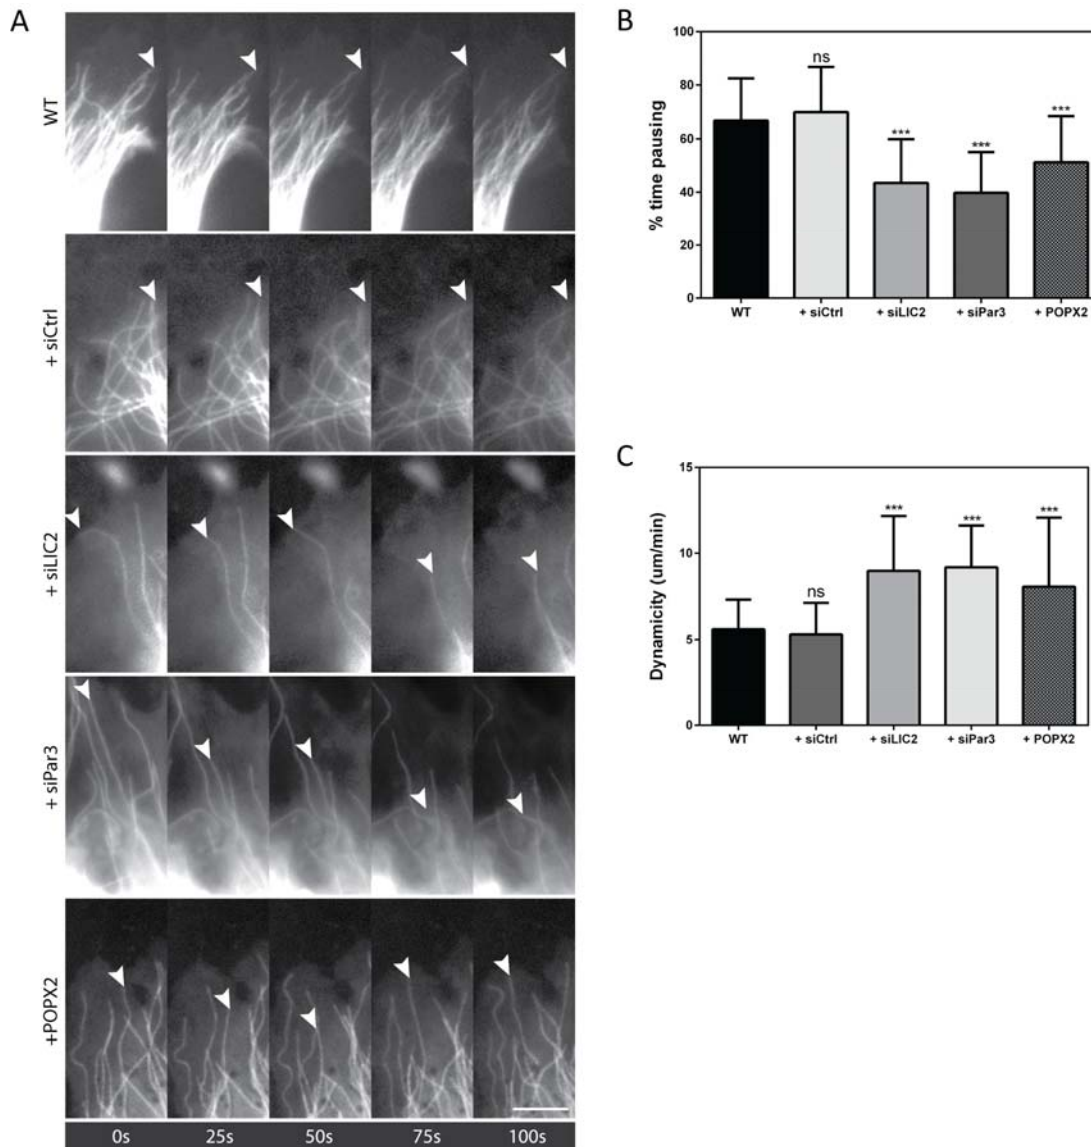 A
WT
+ siCtrl
+ siLIC2
+ siPar3
+POPX2
0s 25s 50s 75s 100s
B
% time pausing
100
80
60
40
20
0
ns
***
***
***
WT + siCtrl + siLIC2 + siPar3 + POPX2
C
Dynamicity (um/min)
15
10
5
0
ns
***
***
***
WT + siCtrl + siLIC2 + siPar3 + POPX2